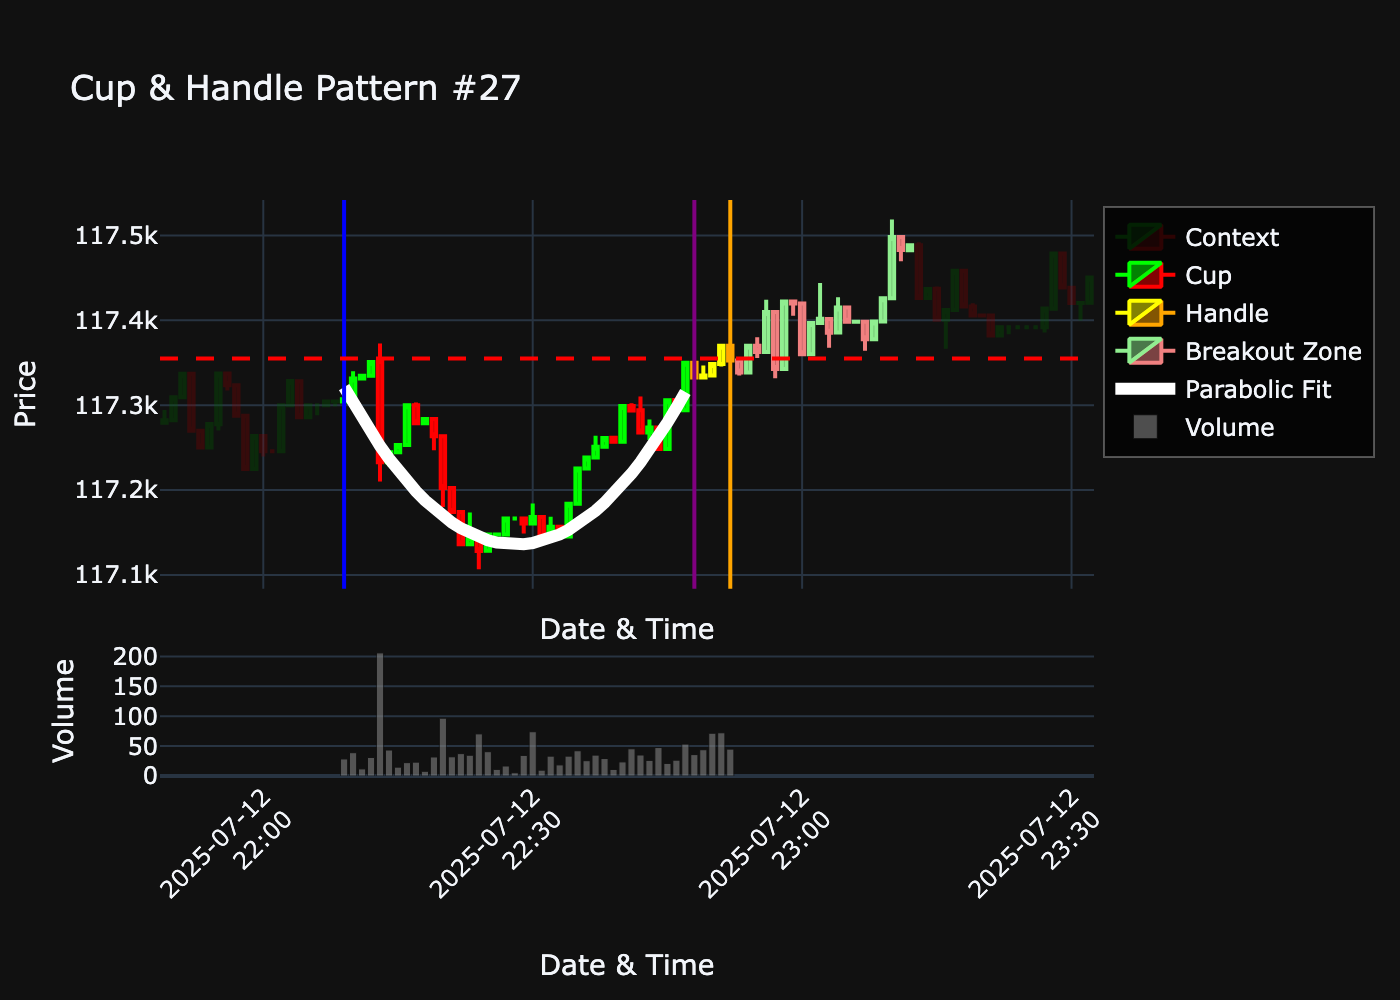 Cup & Handle Pattern #27
Price
117.5k
117.4k
117.3k
117.2k
117.1k
Date & Time
Context
Cup
Handle
Breakout Zone
Parabolic Fit
Volume
Volume
200
150
100
50
0
2025-07-12
22:00
2025-07-12
22:30
2025-07-12
23:00
2025-07-12
23:30
Date & Time